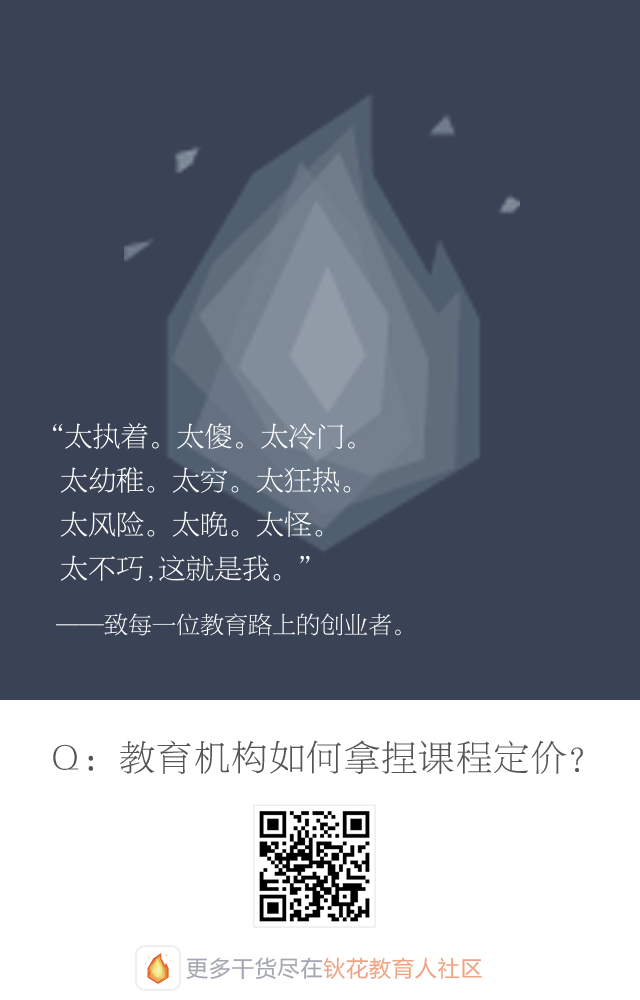 “太执着。太傻。太冷门。
太幼稚。太穷。太狂热。
太风险。太晚。太怪。
太不巧,这就是我。”
——致每一位教育路上的创业者。
Q：教育机构如何拿捏课程定价？
更多干货尽在钬花教育人社区